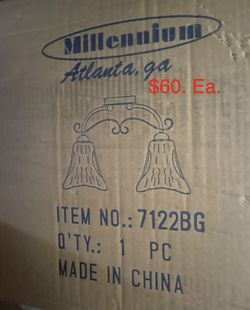 Millennium
Atlanta, ga
$60. Ea.
ITEM NO.: 7122BG
Q'TY.: 1 PC
MADE IN CHINA